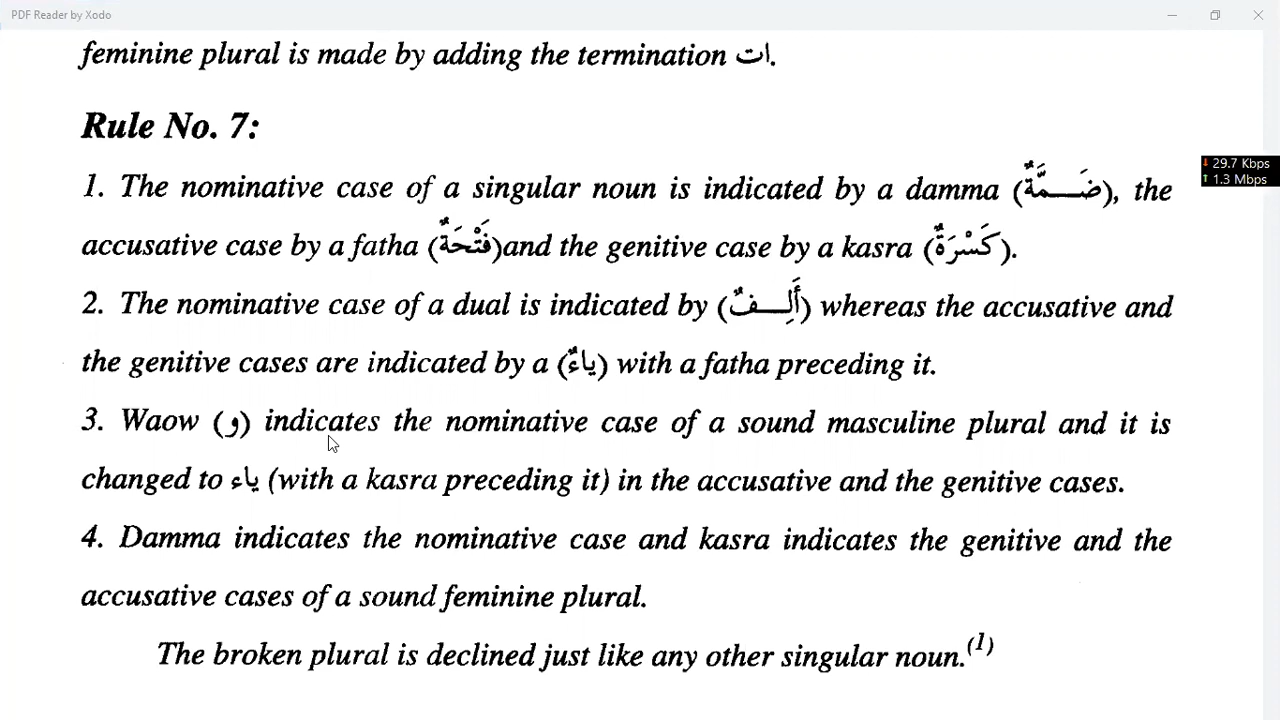 PDF Reader by Xodo
feminine plural is made by adding the termination ات.
Rule No. 7:
1. The nominative case of a singular noun is indicated by a damma (ضَـــمَّةٌ), the
accusative case by a fatha (فَتْحَةٌ)and the genitive case by a kasra (كَسْرَةٌ).
2. The nominative case of a dual is indicated by (أَلِـــفٌ) whereas the accusative and
the genitive cases are indicated by a (ياءٌ) with a fatha preceding it.
3. Waow (و) indicates the nominative case of a sound masculine plural and it is
changed to ياء (with a kasra preceding it) in the accusative and the genitive cases.
4. Damma indicates the nominative case and kasra indicates the genitive and the
accusative cases of a sound feminine plural.
The broken plural is declined just like any other singular noun.(1)
↓ 29.7 Kbps
↑ 1.3 Mbps